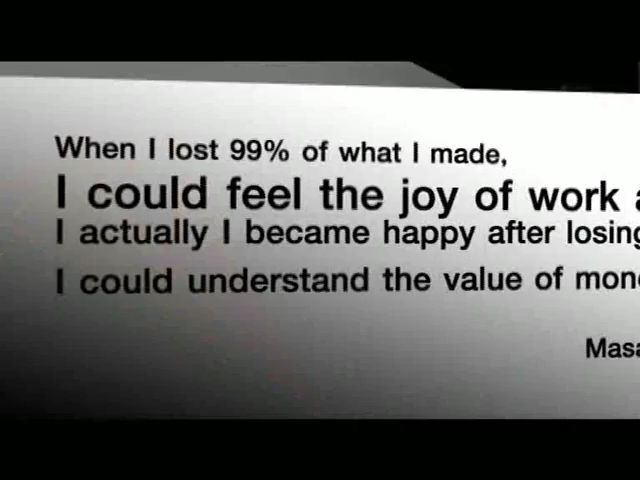 When I lost 99% of what I made,
I could feel the joy of work
I actually I became happy after losing
I could understand the value of